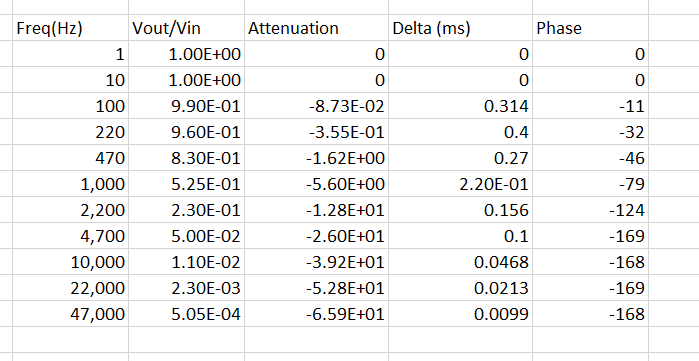 Freq(Hz) Vout/Vin Attenuation Delta (ms) Phase
1 1.00E+00 0 0 0
10 1.00E+00 0 0 0
100 9.90E-01 -8.73E-02 0.314 -11
220 9.60E-01 -3.55E-01 0.4 -32
470 8.30E-01 -1.62E+00 0.27 -46
1,000 5.25E-01 -5.60E+00 2.20E-01 -79
2,200 2.30E-01 -1.28E+01 0.156 -124
4,700 5.00E-02 -2.60E+01 0.1 -169
10,000 1.10E-02 -3.92E+01 0.0468 -168
22,000 2.30E-03 -5.28E+01 0.0213 -169
47,000 5.05E-04 -6.59E+01 0.0099 -168